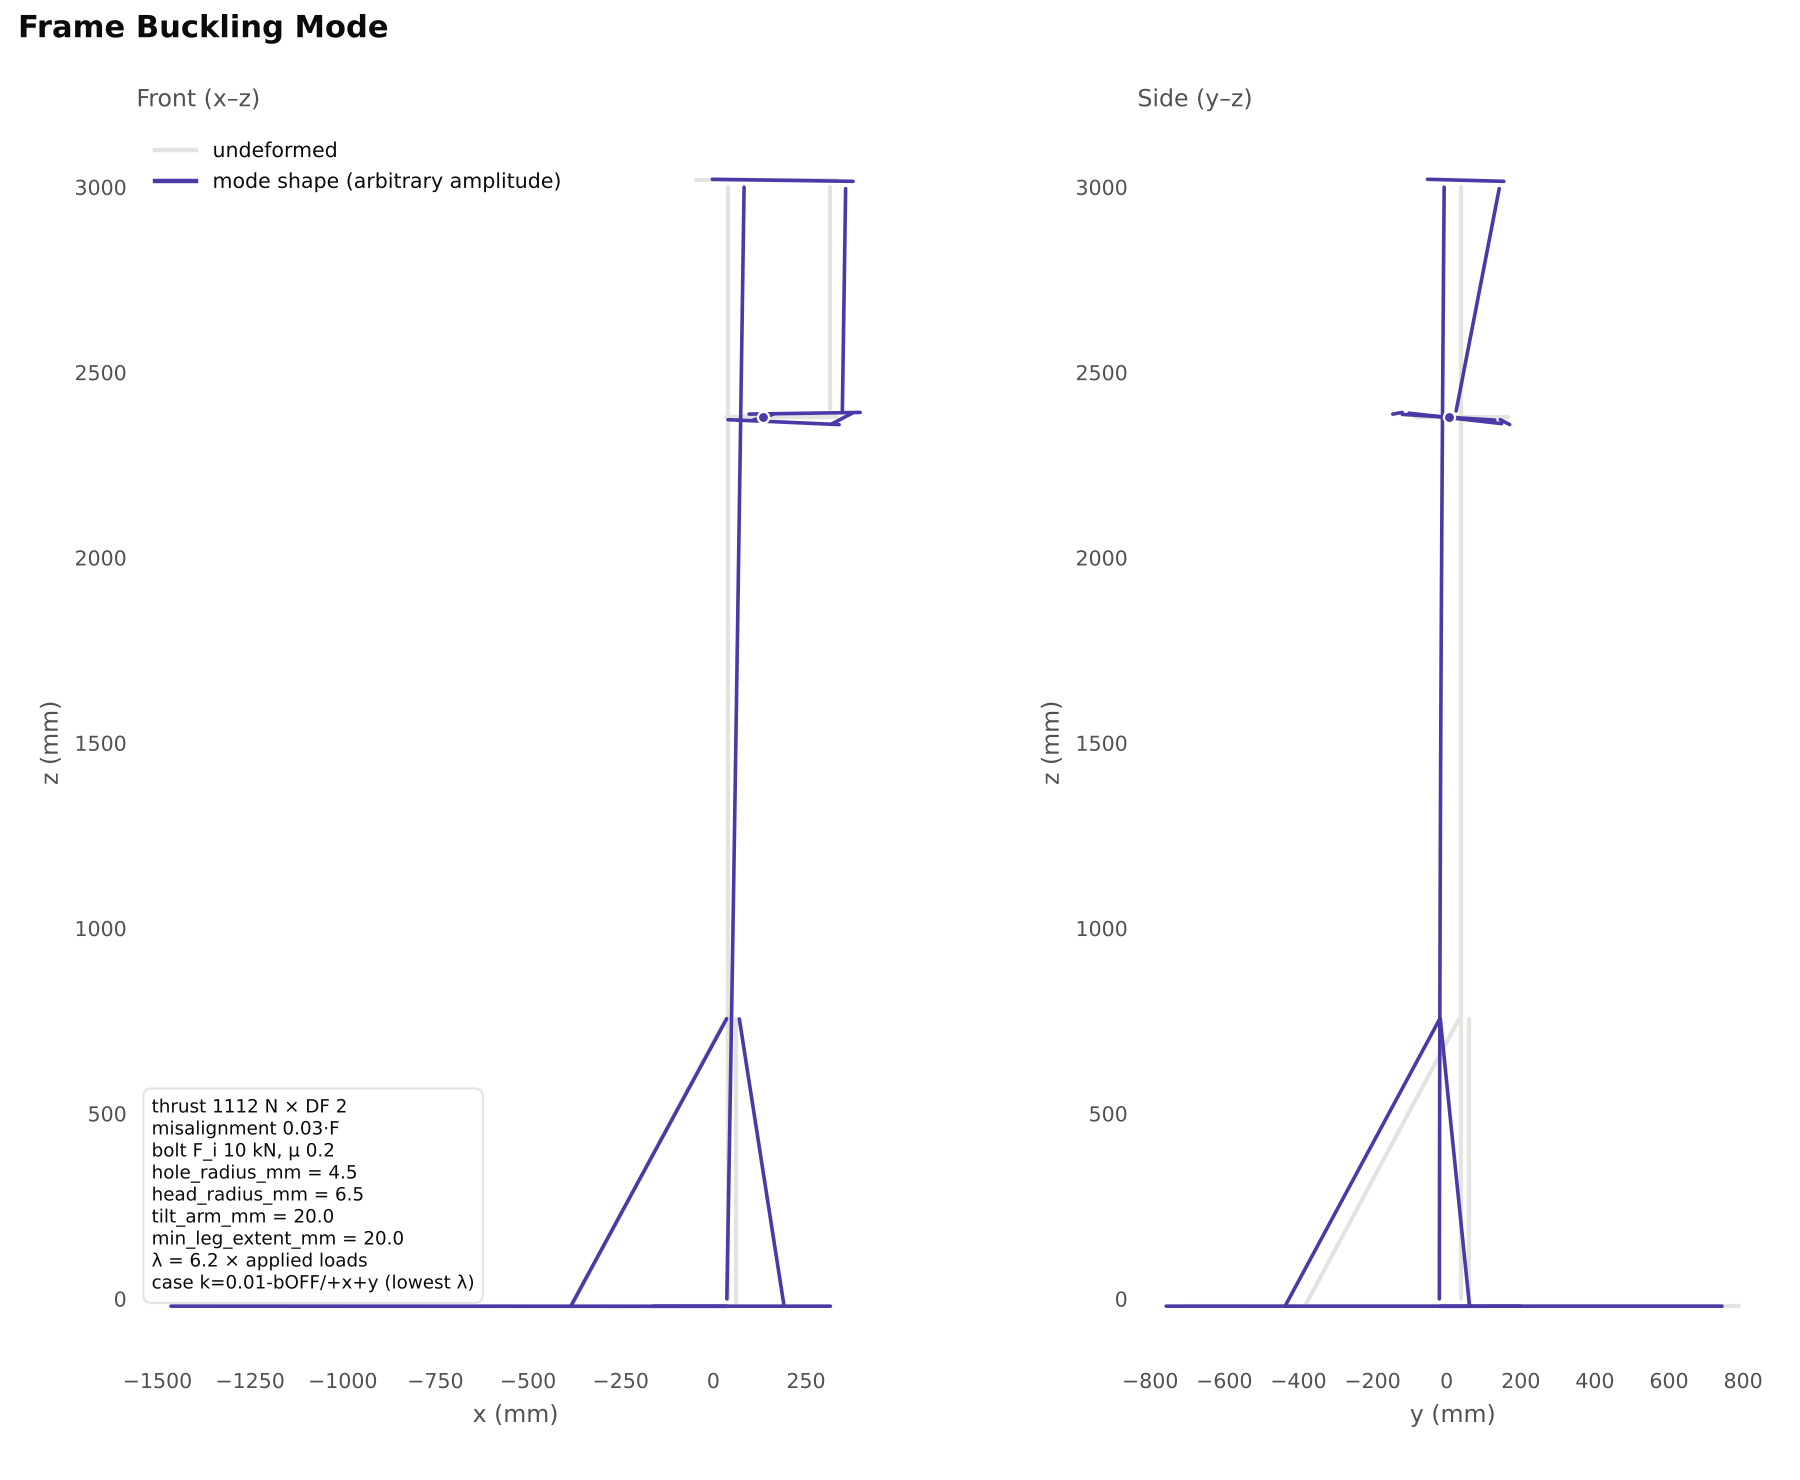 Frame Buckling Mode
Front (x–z)
undeformed
mode shape (arbitrary amplitude)
3000
2500
2000
1500
1000
500
0
z (mm)
thrust 1112 N × DF 2
misalignment 0.03·F
bolt F_i 10 kN, μ 0.2
hole_radius_mm = 4.5
head_radius_mm = 6.5
tilt_arm_mm = 20.0
min_leg_extent_mm = 20.0
λ = 6.2 × applied loads
case k=0.01-bOFF/+x+y (lowest λ)
−1500 −1250 −1000 −750 −500 −250 0 250
x (mm)
Side (y–z)
3000
2500
2000
1500
1000
500
0
z (mm)
−800 −600 −400 −200 0 200 400 600 800
y (mm)